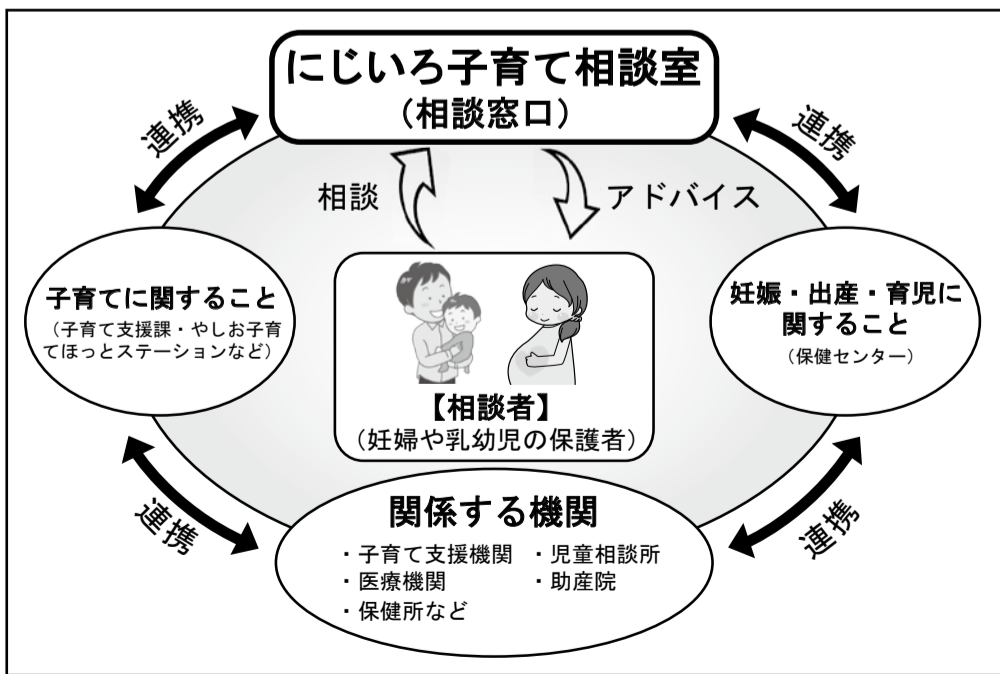 にじいろ子育て相談室
（相談窓口）
連携
連携
相談
アドバイス
子育てに関すること
（子育て支援課・やしお子育
てほっとステーションなど）
妊娠・出産・育児に
関すること
（保健センター）
【相談者】
（妊婦や乳幼児の保護者）
連携
連携
関係する機関
・子育て支援機関
・児童相談所
・医療機関
・助産院
・保健所など